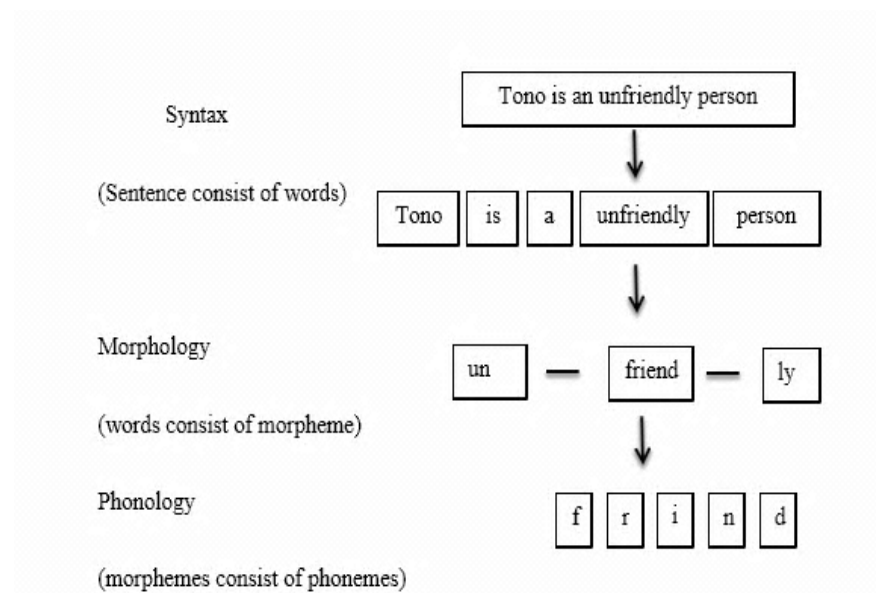 Tono is an unfriendly person
Syntax
(Sentence consist of words)
Tono is a unfriendly person
Morphology
un — friend — ly
(words consist of morpheme)
Phonology
f r i n d
(morphemes consist of phonemes)